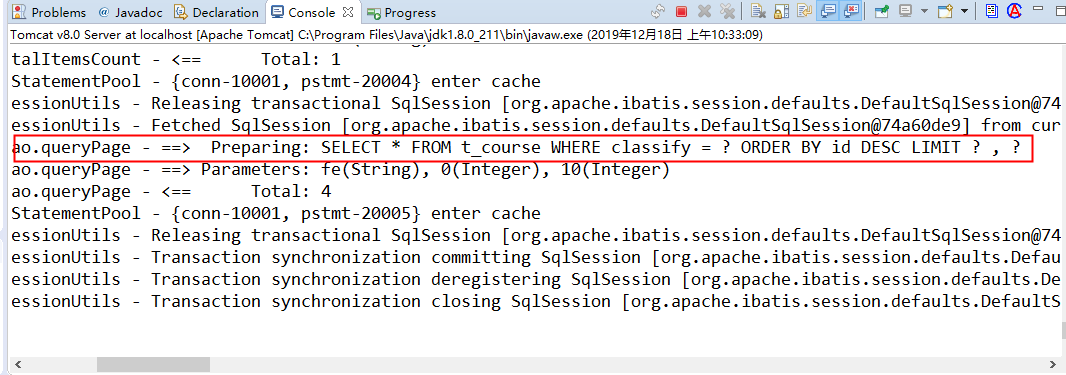 Problems @ Javadoc Declaration Console Progress
Tomcat v8.0 Server at localhost [Apache Tomcat] C:\Program Files\Java\jdk1.8.0_211\bin\javaw.exe (2019年12月18日 上午10:33:09)
talItemsCount - <== Total: 1
StatementPool - {conn-10001, pstmt-20004} enter cache
essionUtils - Releasing transactional SqlSession [org.apache.ibatis.session.defaults.DefaultSqlSession@74
essionUtils - Fetched SqlSession [org.apache.ibatis.session.defaults.DefaultSqlSession@74a60de9] from cur
ao.queryPage - ==> Preparing: SELECT * FROM t_course WHERE classify = ? ORDER BY id DESC LIMIT ? , ?
ao.queryPage - ==> Parameters: fe(String), 0(Integer), 10(Integer)
ao.queryPage - <== Total: 4
StatementPool - {conn-10001, pstmt-20005} enter cache
essionUtils - Releasing transactional SqlSession [org.apache.ibatis.session.defaults.DefaultSqlSession@74
essionUtils - Transaction synchronization committing SqlSession [org.apache.ibatis.session.defaults.Defau
essionUtils - Transaction synchronization deregistering SqlSession [org.apache.ibatis.session.defaults.De
essionUtils - Transaction synchronization closing SqlSession [org.apache.ibatis.session.defaults.DefaultS